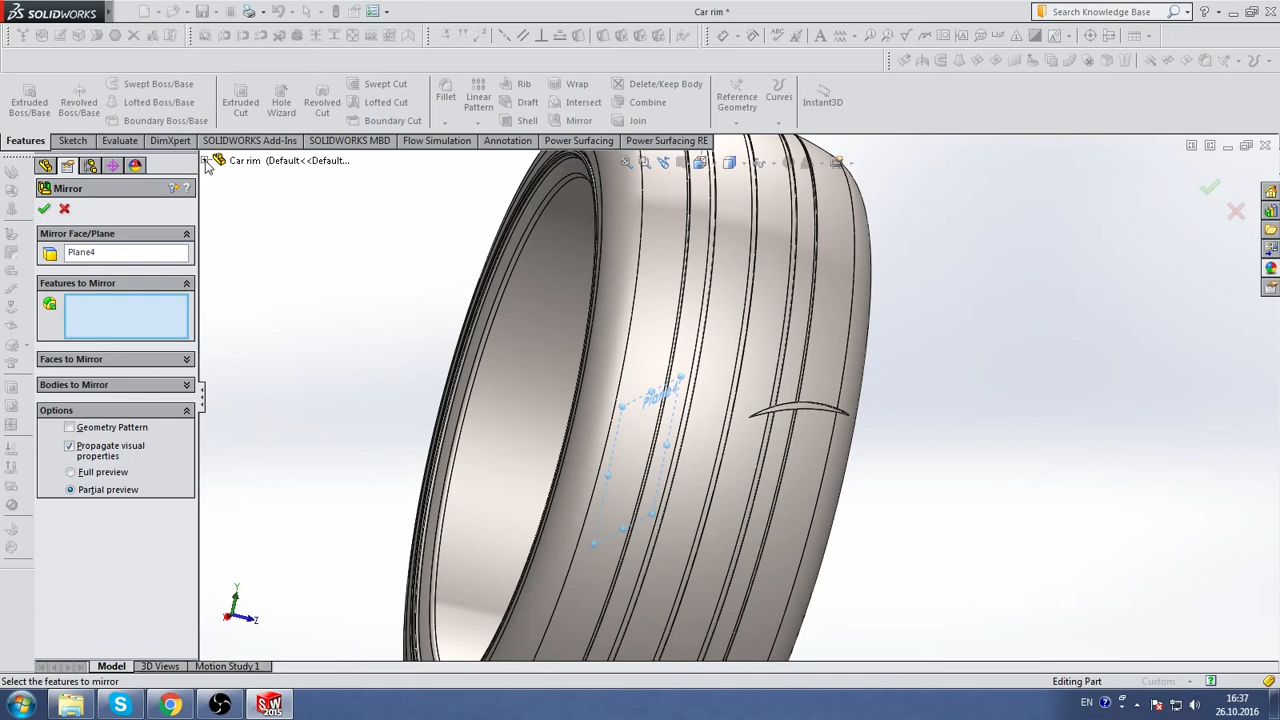 SOLIDWORKS
Car rim *
Search Knowledge Base
Extruded Boss/Base
Revolved Boss/Base
Swept Boss/Base
Lofted Boss/Base
Boundary Boss/Base
Extruded Cut
Hole Wizard
Revolved Cut
Swept Cut
Lofted Cut
Boundary Cut
Fillet
Linear Pattern
Rib
Draft
Shell
Wrap
Intersect
Mirror
Delete/Keep Body
Combine
Join
Reference Geometry
Curves
Instant3D
Features
Sketch
Evaluate
DimXpert
SOLIDWORKS Add-Ins
SOLIDWORKS MBD
Flow Simulation
Annotation
Power Surfacing
Power Surfacing RE
Car rim (Default<<Default...
Mirror
Mirror Face/Plane
Plane4
Features to Mirror
Faces to Mirror
Bodies to Mirror
Options
Geometry Pattern
Propagate visual
properties
Full preview
Partial preview
Plane4
Y
Z
Model
3D Views
Motion Study 1
Select the features to mirror
Editing Part
Custom
SW
2015
EN
16:37
26.10.2016